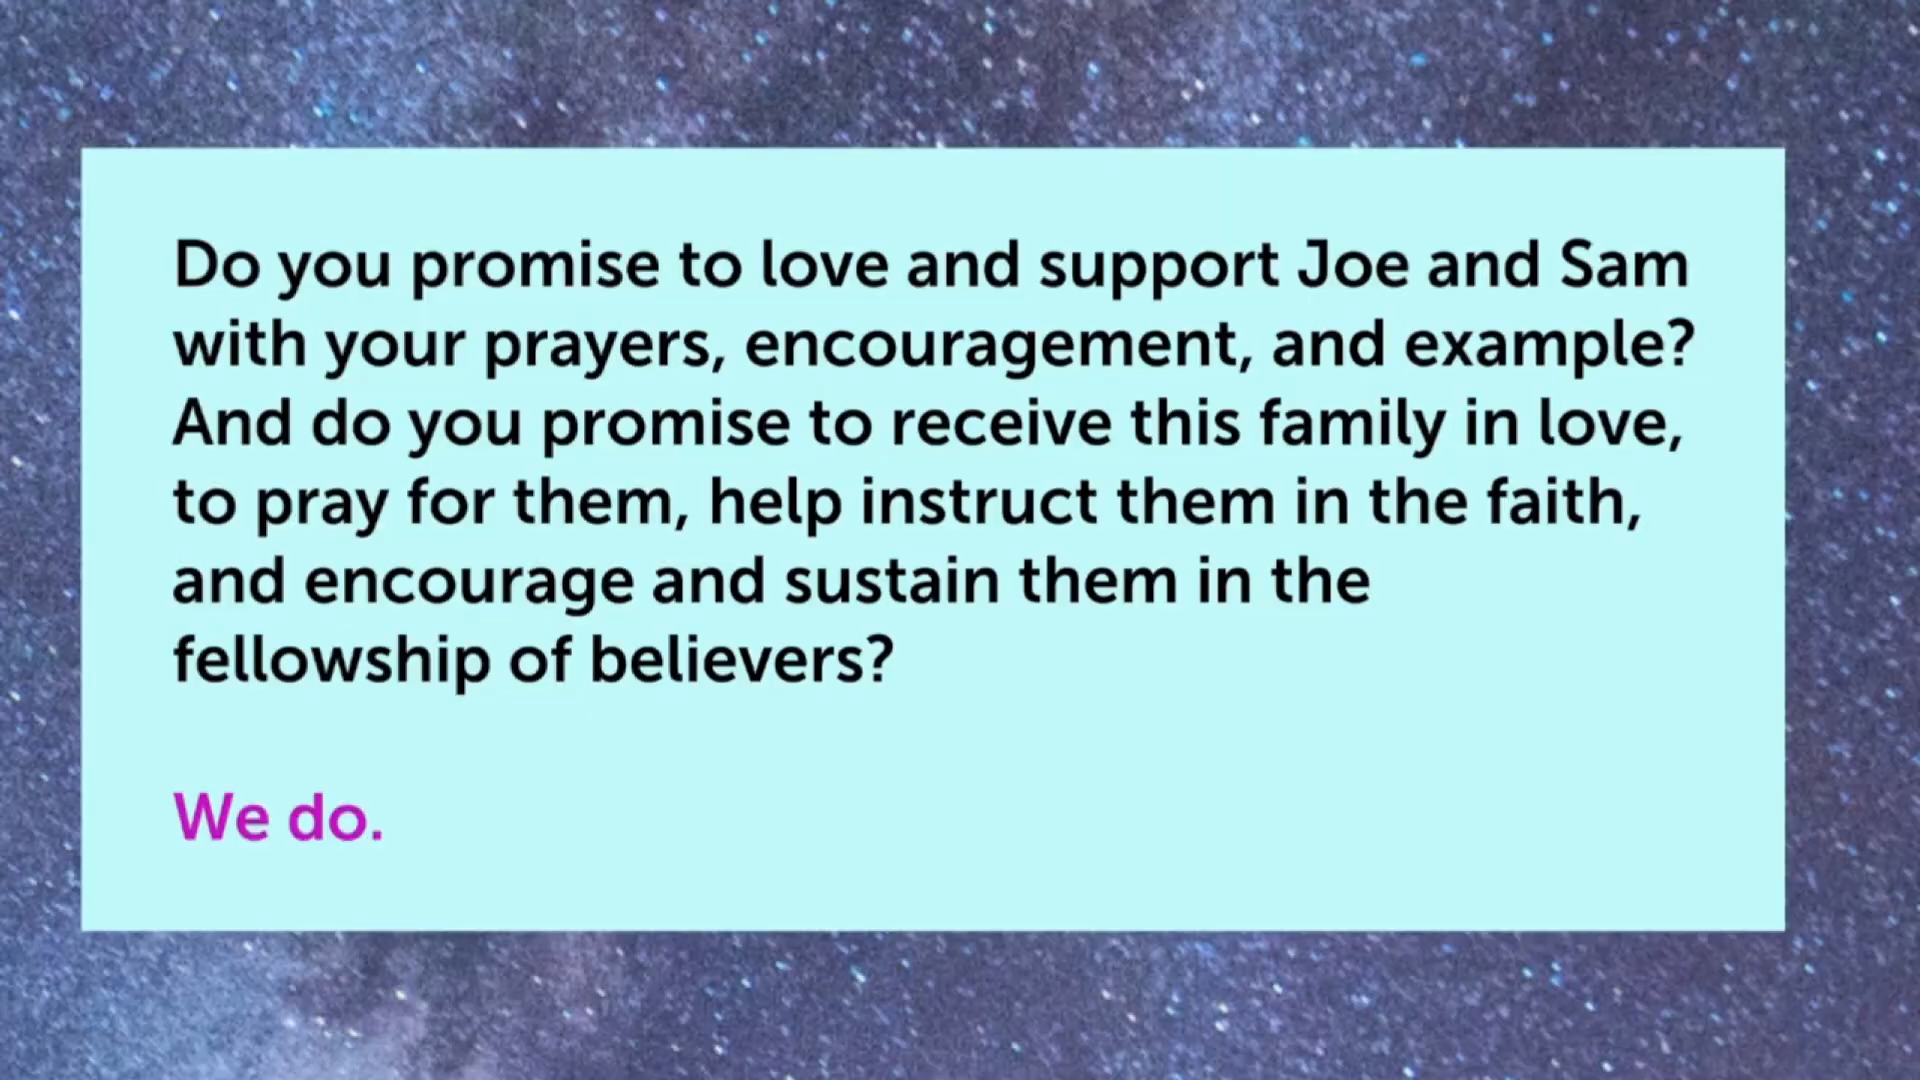 Do you promise to love and support Joe and Sam
with your prayers, encouragement, and example?
And do you promise to receive this family in love,
to pray for them, help instruct them in the faith,
and encourage and sustain them in the
fellowship of believers?
We do.